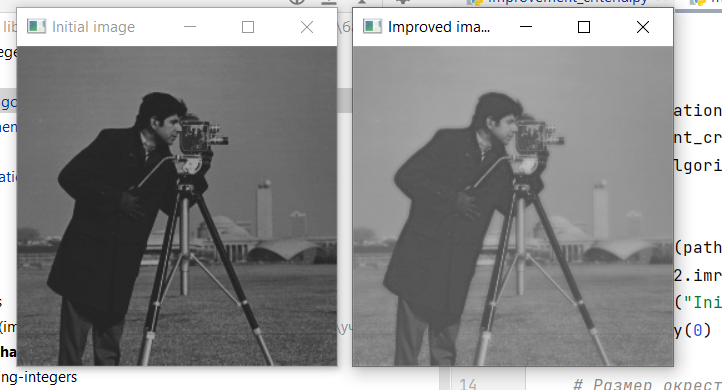 improvement_criteria.py
Initial image
Improved ima...
ation
nt_cr
lgori
(path
2.imr
("Ini
y(0)
ng-integers
14
# Размер окрест